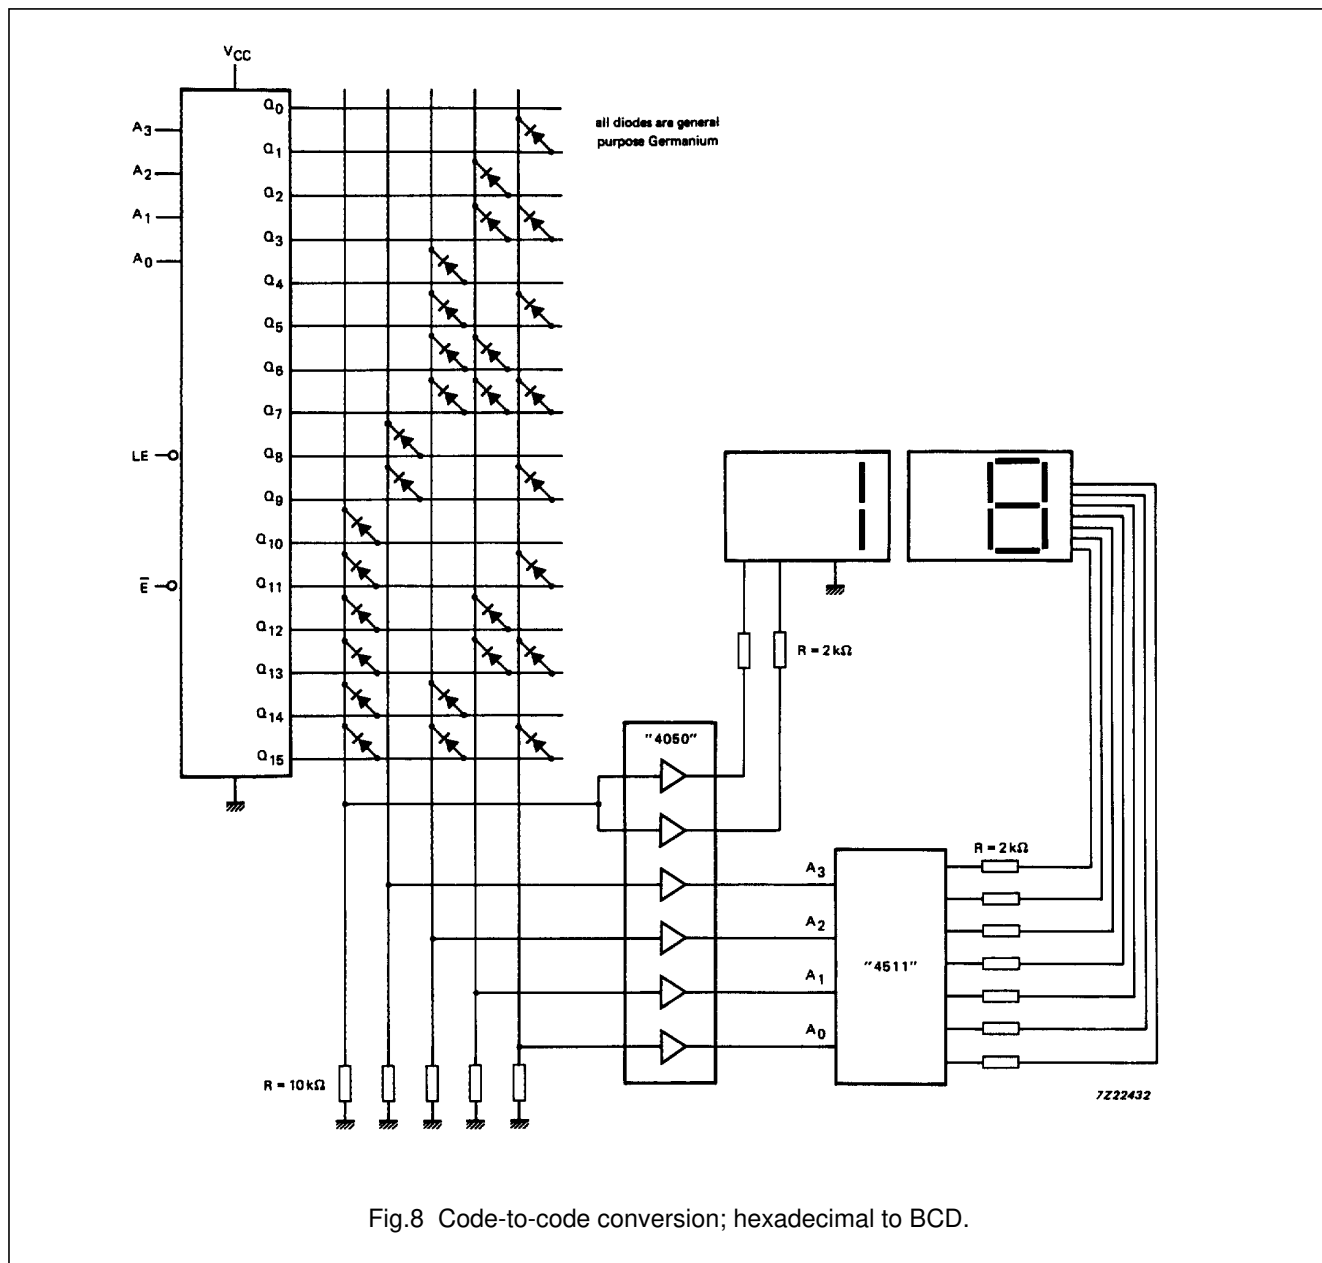 VCC
A3
A2
A1
A0
LE
E̅
Q0
Q1
Q2
Q3
Q4
Q5
Q6
Q7
Q8
Q9
Q10
Q11
Q12
Q13
Q14
Q15
all diodes are general
purpose Germanium
R = 2 kΩ
"4050"
A3
A2
A1
A0
"4511"
R = 2 kΩ
R = 10 kΩ
7Z22432
Fig.8 Code-to-code conversion; hexadecimal to BCD.